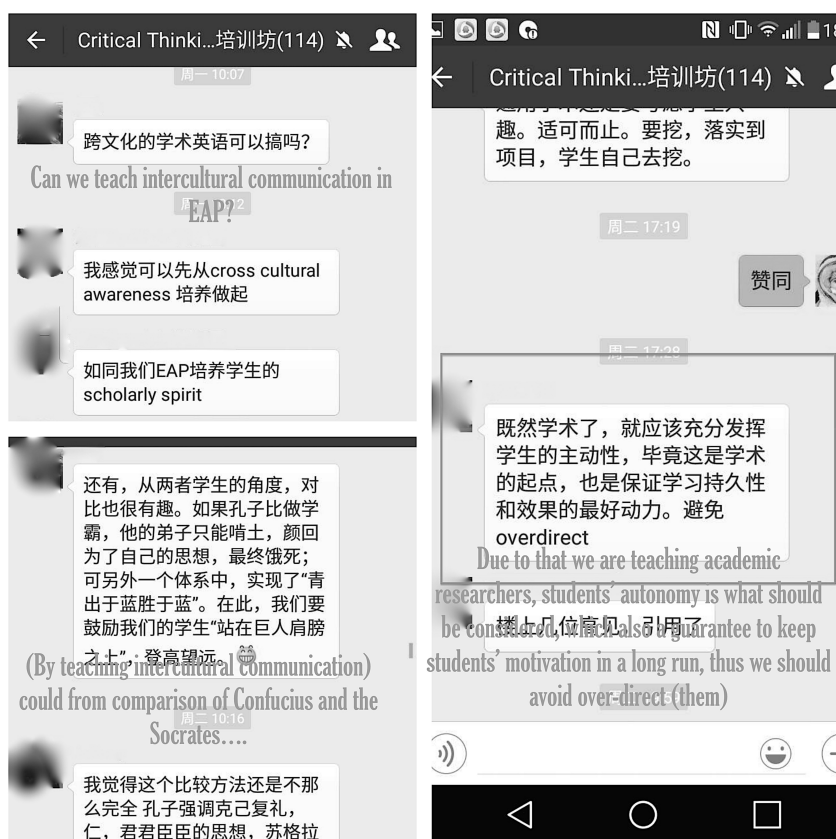 Critical Thinki...培训坊(114)
周一 10:07
跨文化的学术英语可以搞吗?
Can we teach intercultural communication in
EAP?
我感觉可以先从cross cultural
awareness 培养做起
如同我们EAP培养学生的
scholarly spirit
还有，从两者学生的角度，对
比也很有趣。如果孔子比做学
霸，他的弟子只能啃土，颜回
为了自己的思想，最终饿死；
可另外一个体系中，实现了“青
出于蓝胜于蓝”。在此，我们要
鼓励我们的学生“站在巨人肩膀
之上”，登高望远。
(By teaching intercultural communication)
could from comparison of Confucius and the
周二 10:16
Socrates....
我觉得这个比较方法还是不那
么完全 孔子强调克己复礼，
仁，君君臣臣的思想，苏格拉
18
Critical Thinki...培训坊(114)
趣。适可而止。要挖，落实到
项目，学生自己去挖。
周二 17:19
赞同
周二 17:28
既然学术了，就应该充分发挥
学生的主动性，毕竟这是学术
的起点，也是保证学习持久性
和效果的最好动力。避免
overdirect
Due to that we are teaching academic
researchers, students' autonomy is what should
楼上几位高见。引用了
be considered, which also a guarantee to keep
students' motivation in a long run, thus we should
avoid over-direct (them)